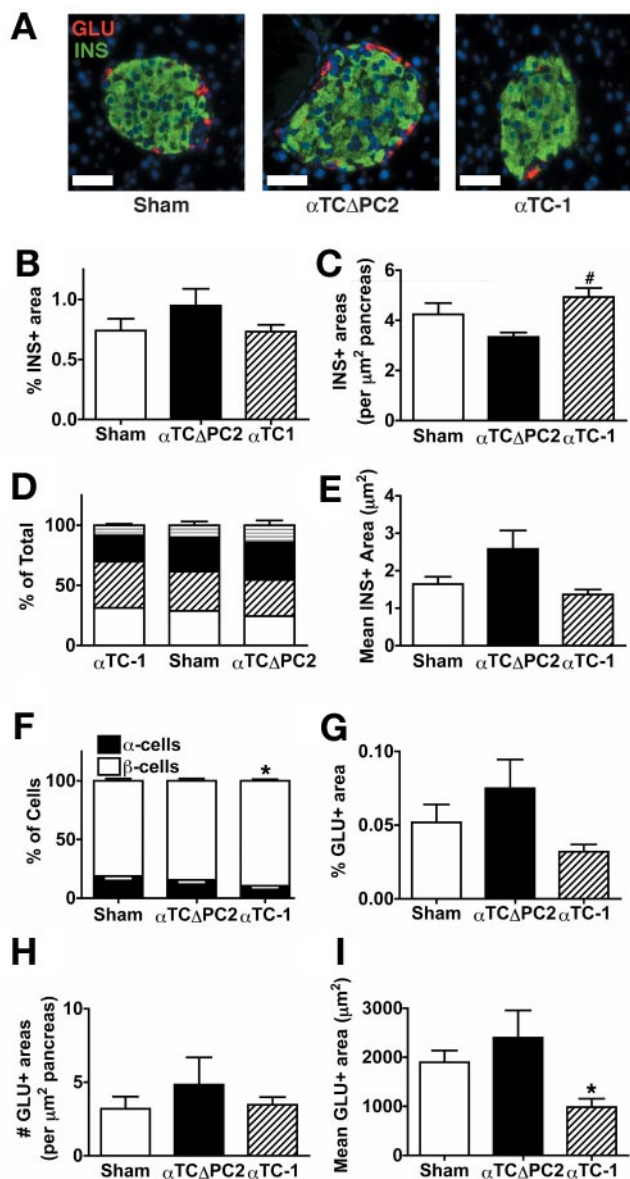 A
GLU
INS
Sham
αTCΔPC2
αTC-1
B
% INS+ area
1.0
0.5
0.0
Sham αTCΔPC2 αTC1
C
INS+ areas
(per μm² pancreas)
6
4
2
0
#
Sham αTCΔPC2 αTC-1
D
% of Total
100
50
0
αTC-1 Sham αTCΔPC2
E
Mean INS+ Area (μm²)
4
3
2
1
0
Sham αTCΔPC2 αTC-1
F
α-cells
β-cells
% of Cells
100
50
0
*
Sham αTCΔPC2 αTC-1
G
% GLU+ area
0.10
0.05
0.00
Sham αTCΔPC2 αTC-1
H
# GLU+ areas
(per μm² pancreas)
10
5
0
Sham αTCΔPC2 αTC-1
I
Mean GLU+ area (μm²)
3000
2000
1000
0
*
Sham αTCΔPC2 αTC-1